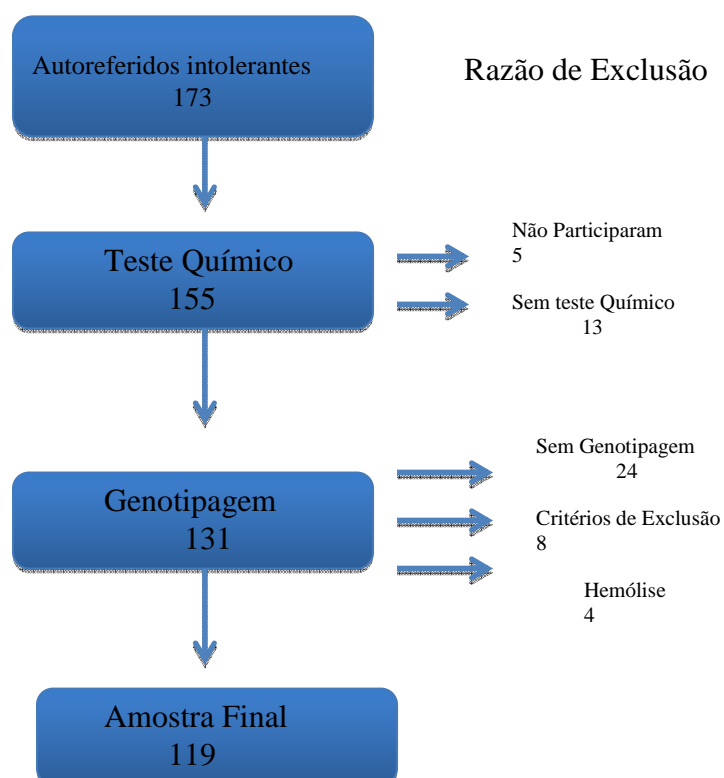 Autoreferidos intolerantes
173
Razão de Exclusão
Teste Químico
155
Não Participaram
5
Sem teste Químico
13
Genotipagem
131
Sem Genotipagem
24
Critérios de Exclusão
8
Hemólise
4
Amostra Final
119